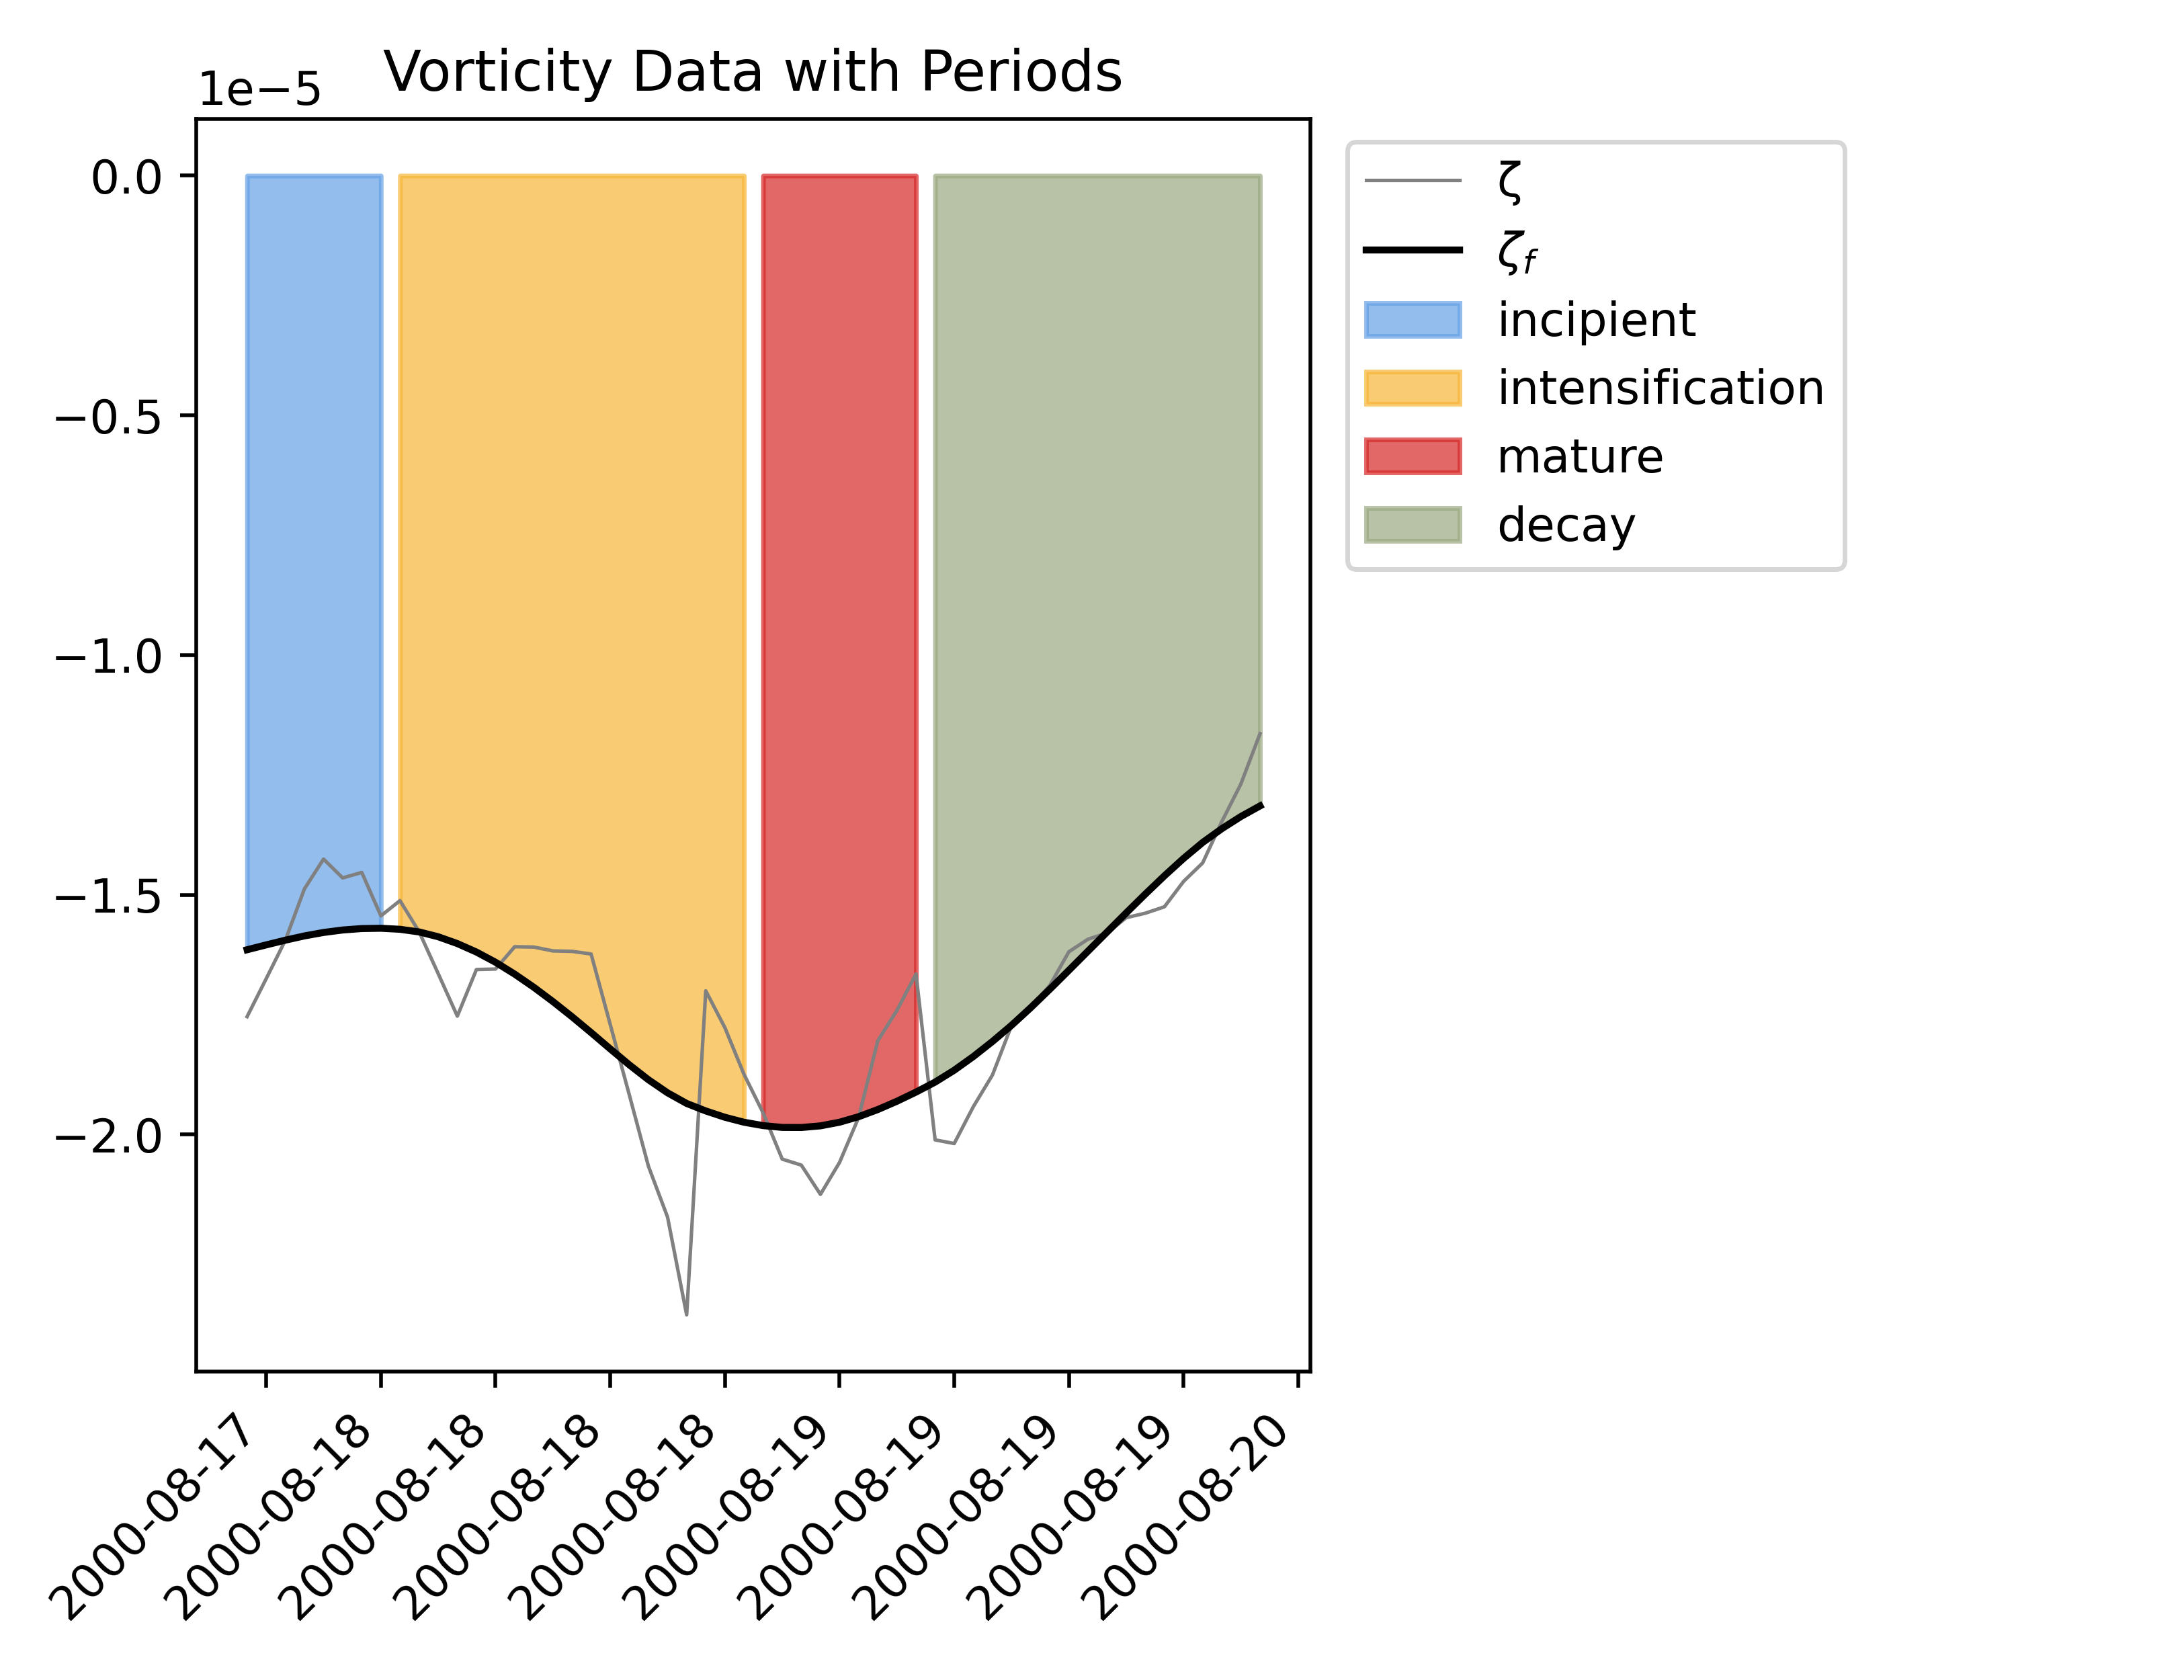 Vorticity Data with Periods
1e−5
0.0
−0.5
−1.0
−1.5
−2.0
2000-08-17
2000-08-18
2000-08-18
2000-08-18
2000-08-18
2000-08-19
2000-08-19
2000-08-19
2000-08-19
2000-08-20
ζ
ζf
incipient
intensification
mature
decay